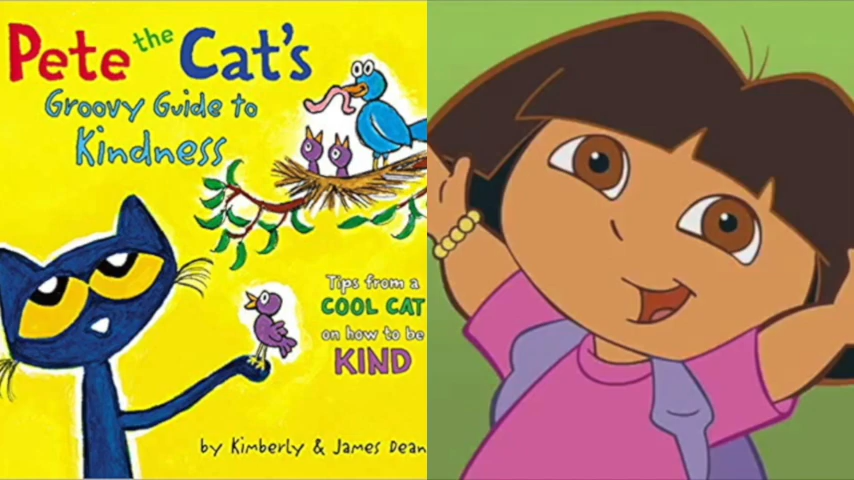 Pete the Cat's
Groovy Guide to
Kindness
Tips from a
COOL CAT
on how to be
KIND
by Kimberly & James Dean